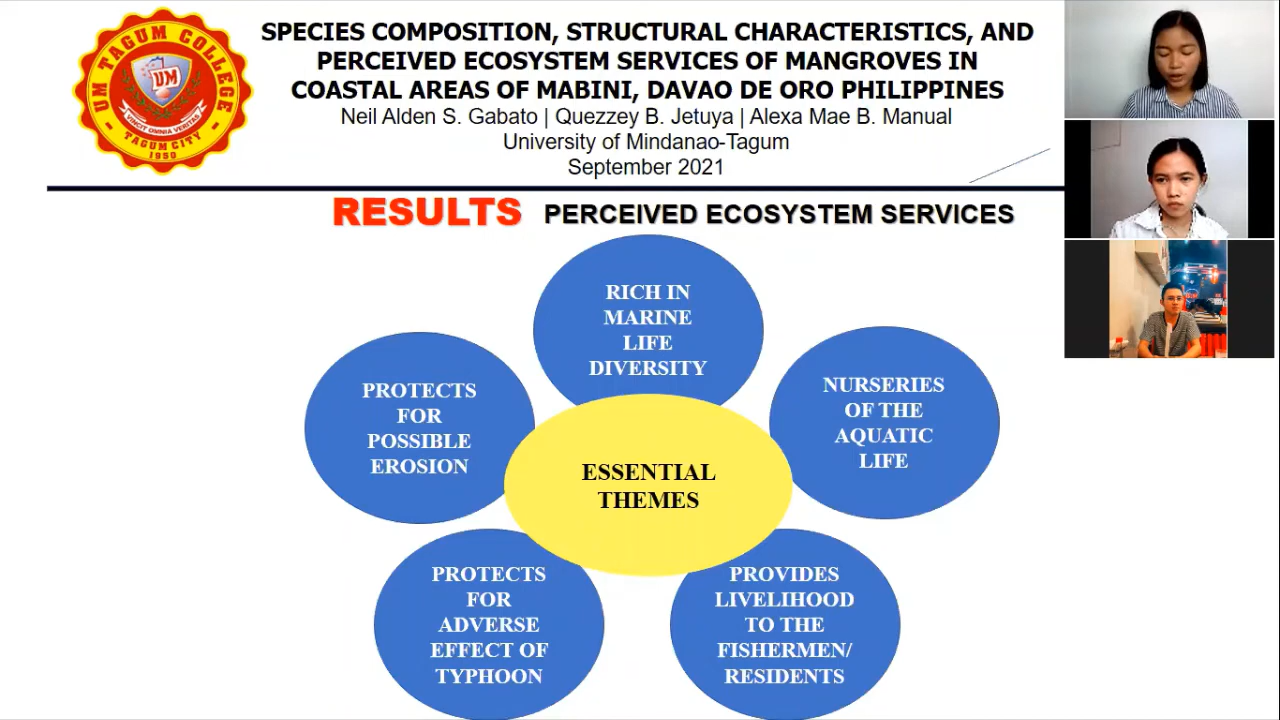 SPECIES COMPOSITION, STRUCTURAL CHARACTERISTICS, AND
PERCEIVED ECOSYSTEM SERVICES OF MANGROVES IN
COASTAL AREAS OF MABINI, DAVAO DE ORO PHILIPPINES
Neil Alden S. Gabato | Quezzey B. Jetuya | Alexa Mae B. Manual
University of Mindanao-Tagum
September 2021
UM TAGUM COLLEGE
UM
VINCIT OMNIA VERITAS
TAGUM CITY
1950
RESULTS PERCEIVED ECOSYSTEM SERVICES
RICH IN
MARINE
LIFE
DIVERSITY
PROTECTS
FOR
POSSIBLE
EROSION
NURSERIES
OF THE
AQUATIC
LIFE
ESSENTIAL
THEMES
PROTECTS
FOR
ADVERSE
EFFECT OF
TYPHOON
PROVIDES
LIVELIHOOD
TO THE
FISHERMEN/
RESIDENTS